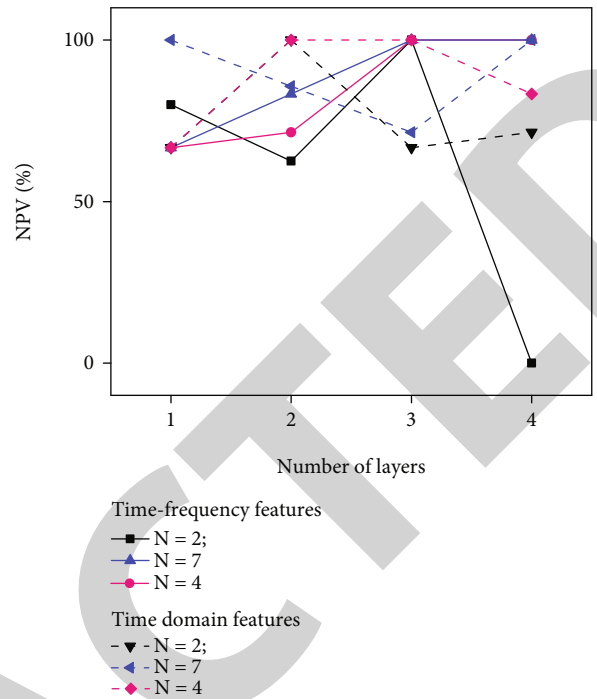 100
50
0
NPV (%)
1 2 3 4
Number of layers
Time-frequency features
N = 2;
N = 7
N = 4
Time domain features
N = 2;
N = 7
N = 4
CTED